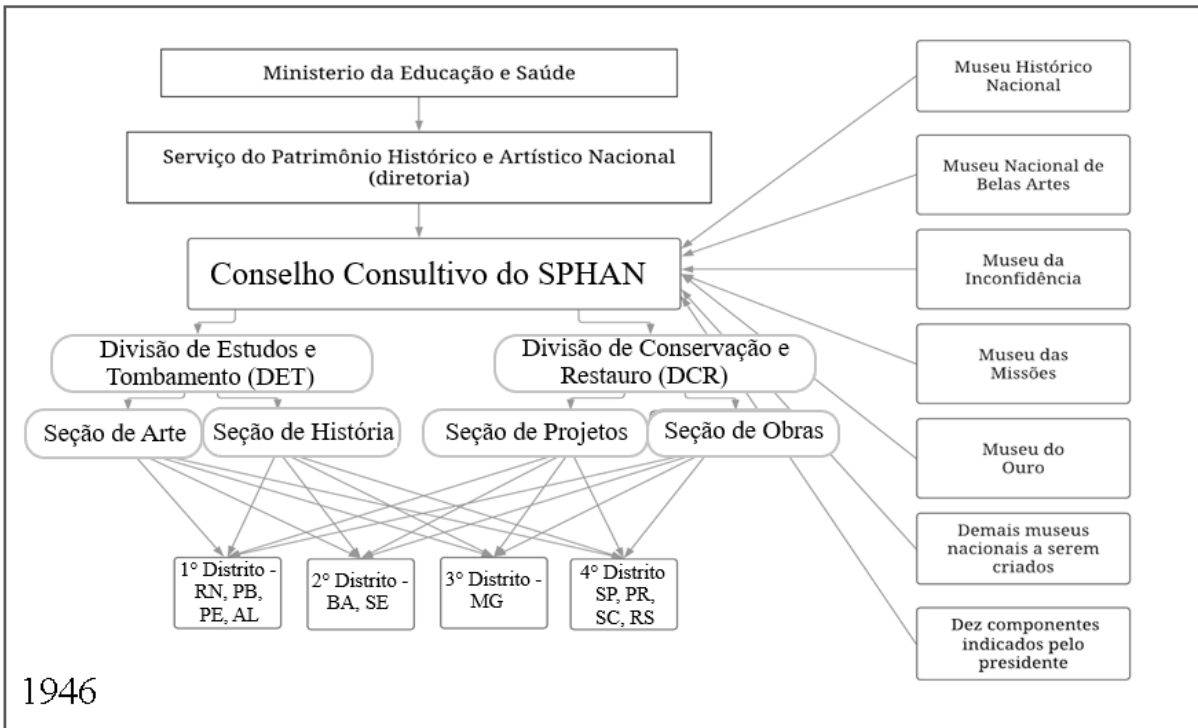 Ministerio da Educação e Saúde
Serviço do Patrimônio Histórico e Artístico Nacional
(diretoria)
Conselho Consultivo do SPHAN
Divisão de Estudos e
Tombamento (DET)
Divisão de Conservação e
Restauro (DCR)
Seção de Arte
Seção de História
Seção de Projetos
Seção de Obras
1° Distrito -
RN, PB,
PE, AL
2° Distrito -
BA, SE
3° Distrito -
MG
4° Distrito
SP, PR,
SC, RS
Museu Histórico
Nacional
Museu Nacional de
Belas Artes
Museu da
Inconfidência
Museu das
Missões
Museu do
Ouro
Demais museus
nacionais a serem
criados
Dez componentes
indicados pelo
presidente
1946